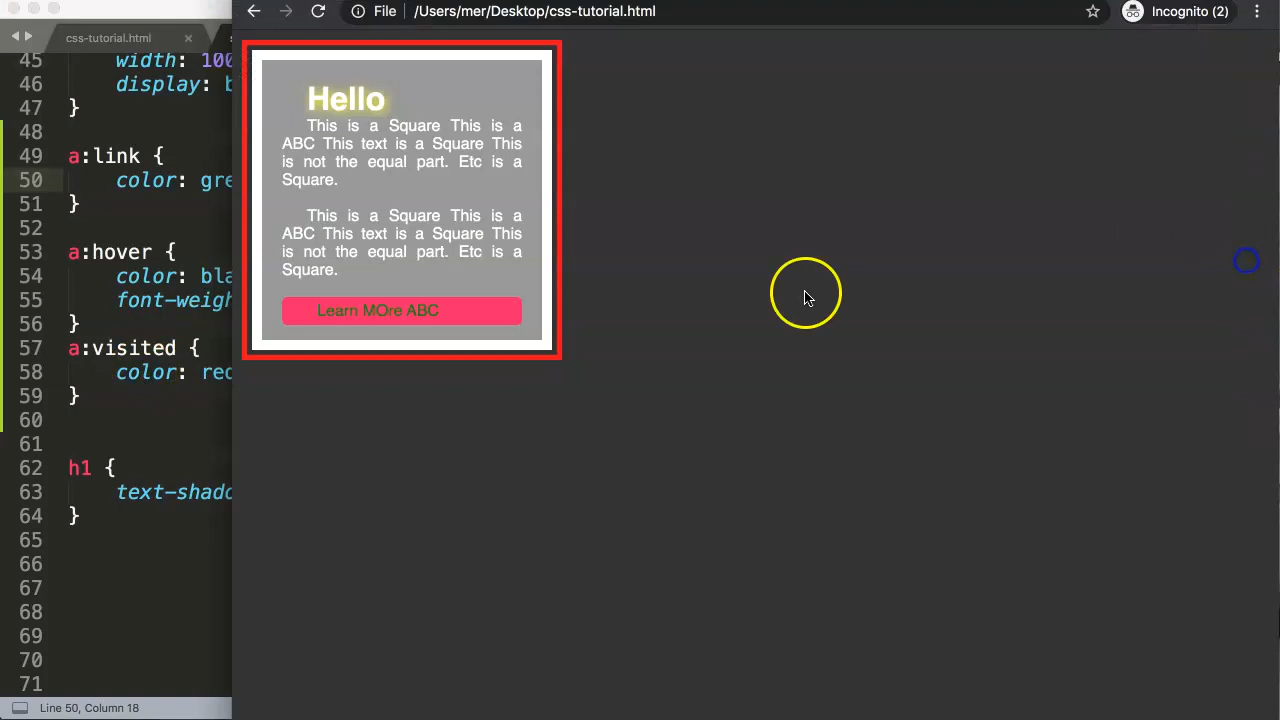 File /Users/mer/Desktop/css-tutorial.html Incognito (2)
css-tutorial.html
45 width: 100
46 display: b
47 }
48
49 a:link {
50 color: gre
51 }
52
53 a:hover {
54 color: bla
55 font-weigh
56 }
57 a:visited {
58 color: red
59 }
60
61
62 h1 {
63 text-shado
64 }
65
66
67
68
69
70
71
Line 50, Column 18
Hello
This is a Square This is a
ABC This text is a Square This
is not the equal part. Etc is a
Square.
This is a Square This is a
ABC This text is a Square This
is not the equal part. Etc is a
Square.
Learn MOre ABC